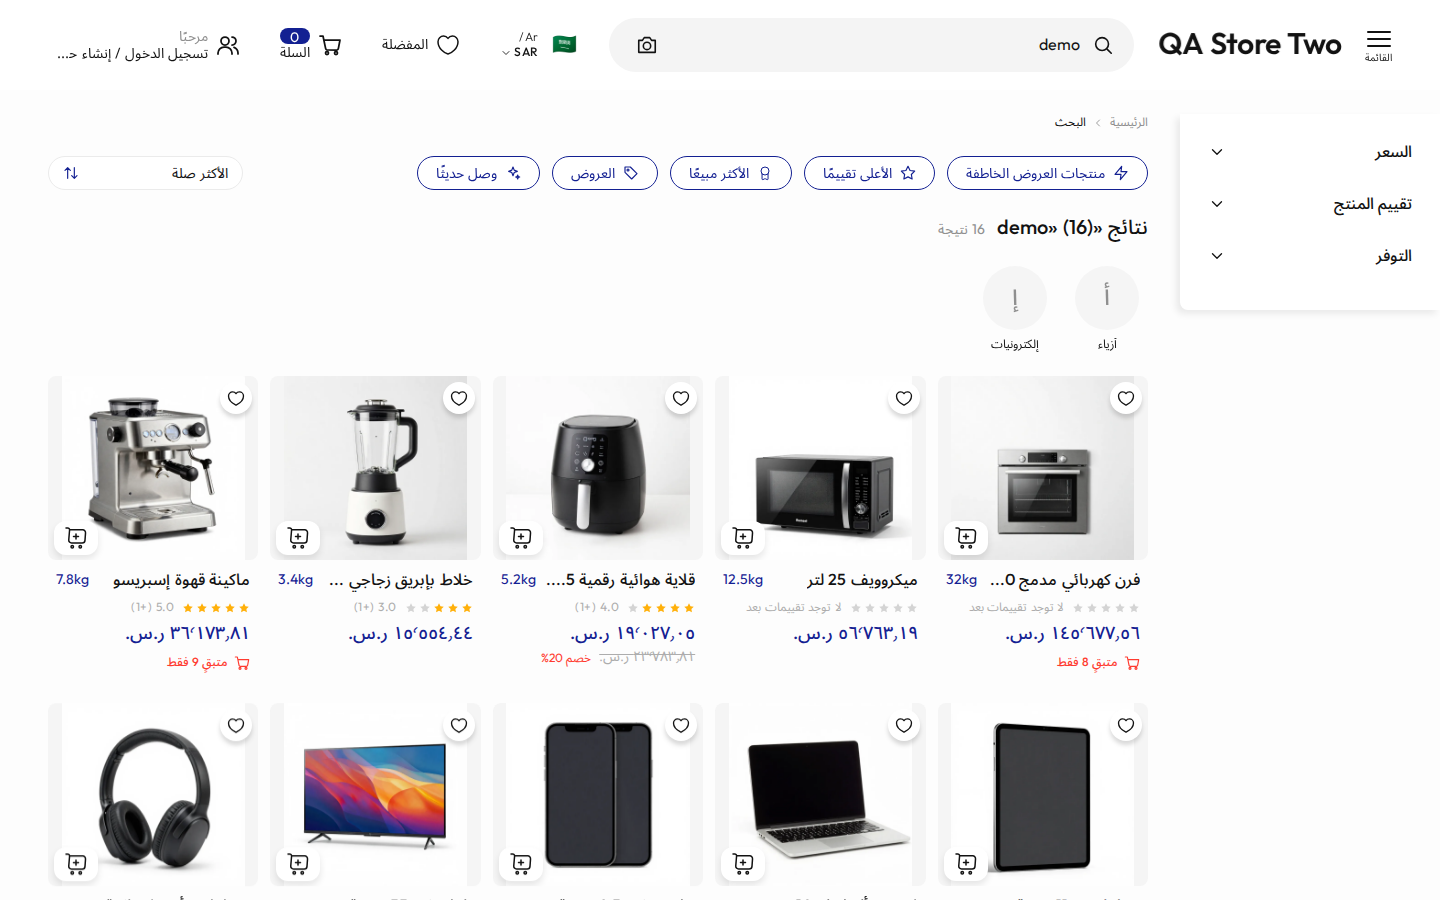 القائمة
QA Store Two
demo
Ar /
SAR
المفضلة
0
السلة
مرحبًا
تسجيل الدخول / إنشاء حـ...
الرئيسية
البحث
السعر
تقييم المنتج
التوفر
منتجات العروض الخاطفة
الأعلى تقييمًا
الأكثر مبيعًا
العروض
وصل حديثًا
الأكثر صلة
نتائج «demo» (16)
16 نتيجة
أ
إ
أزياء
إلكترونيات
فرن كهربائي مدمج 0...
32kg
لا توجد تقييمات بعد
١٤٥٬٦٧٧٫٥٦ ر.س.
متبقٍ 8 فقط
ميكروويف 25 لتر
12.5kg
لا توجد تقييمات بعد
٥٦٬٧٦٣٫١٩ ر.س.
قلاية هوائية رقمية 5....
5.2kg
4.0 (1+)
١٩٬٠٢٧٫٠٥ ر.س.
٢٣٬٧٨٣٫٨١ ر.س.
خصم 20%
خلاط بإبريق زجاجي ...
3.4kg
3.0 (1+)
١٥٬٥٥٤٫٤٤ ر.س.
ماكينة قهوة إسبريسو
7.8kg
5.0 (1+)
٣٦٬١٧٣٫٨١ ر.س.
متبقٍ 9 فقط